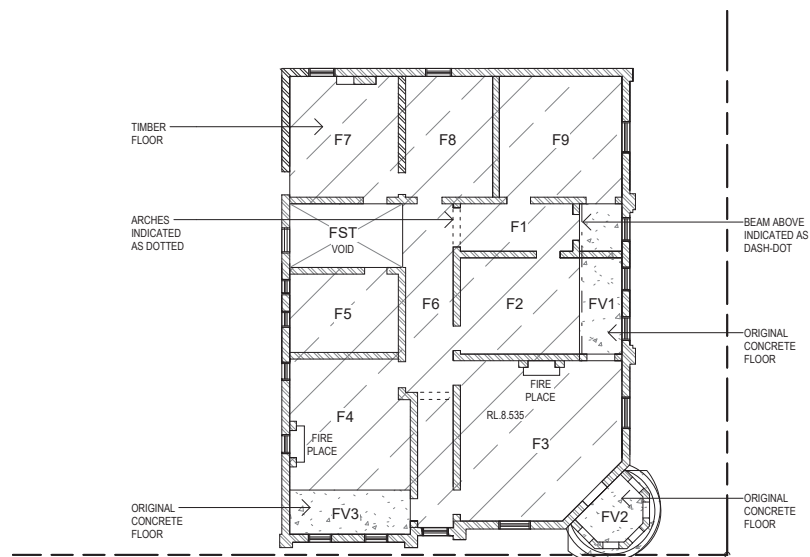 TIMBER
FLOOR
F7
F8
F9
ARCHES
INDICATED
AS DOTTED
FST
VOID
F1
BEAM ABOVE
INDICATED AS
DASH-DOT
F5
F6
F2
FV1
ORIGINAL
CONCRETE
FLOOR
FIRE
PLACE
RL.8.535
F4
FIRE
PLACE
F3
ORIGINAL
CONCRETE
FLOOR
FV3
FV2
ORIGINAL
CONCRETE
FLOOR